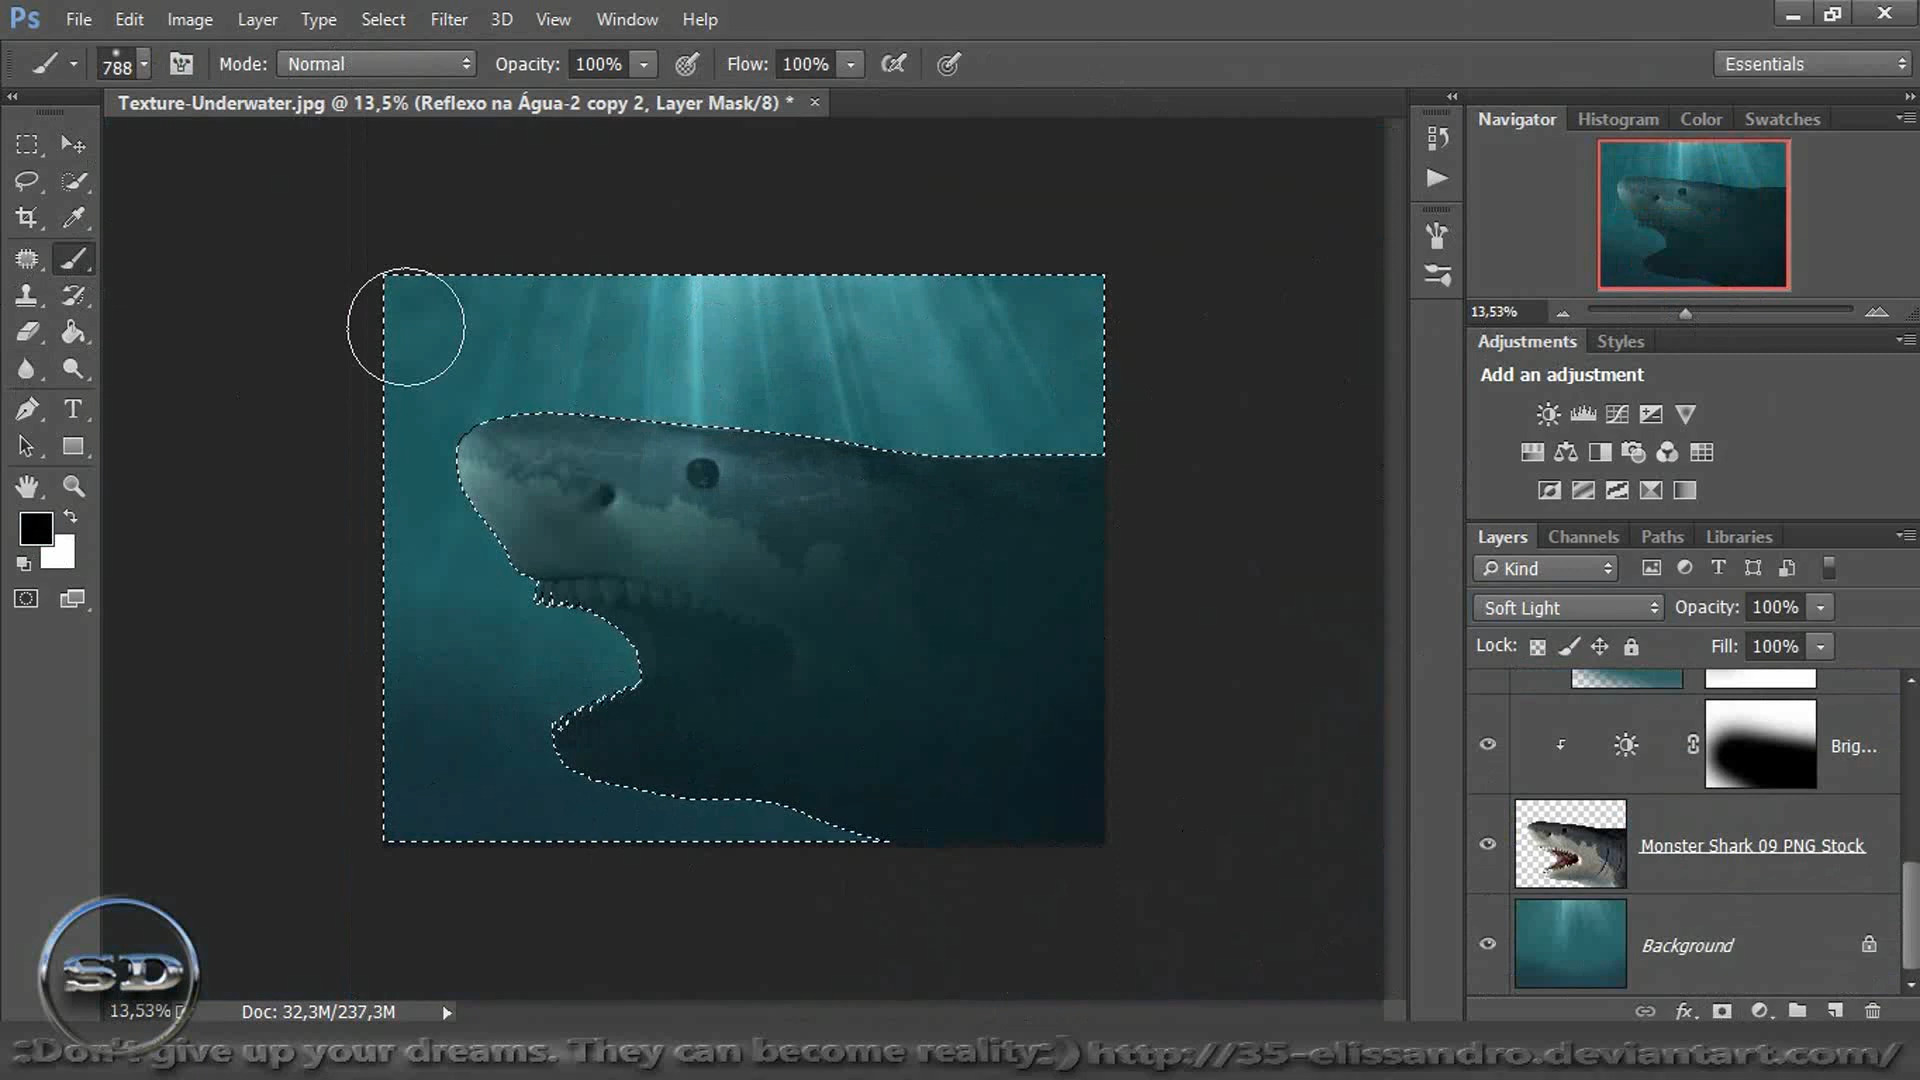 Ps File Edit Image Layer Type Select Filter 3D View Window Help
788 Mode: Normal Opacity: 100% Flow: 100% Essentials
Texture-Underwater.jpg @ 13,5% (Reflexo na Água-2 copy 2, Layer Mask/8) * ×
Navigator Histogram Color Swatches
13,53%
Adjustments Styles
Add an adjustment
Layers Channels Paths Libraries
Kind
Soft Light Opacity: 100%
Lock: Fill: 100%
Brig...
Monster Shark 09 PNG Stock
Background
SD
13,53% Doc: 32,3M/237,3M
::Don't give up your dreams. They can become reality:;) http://35-elissandro.deviantart.com/